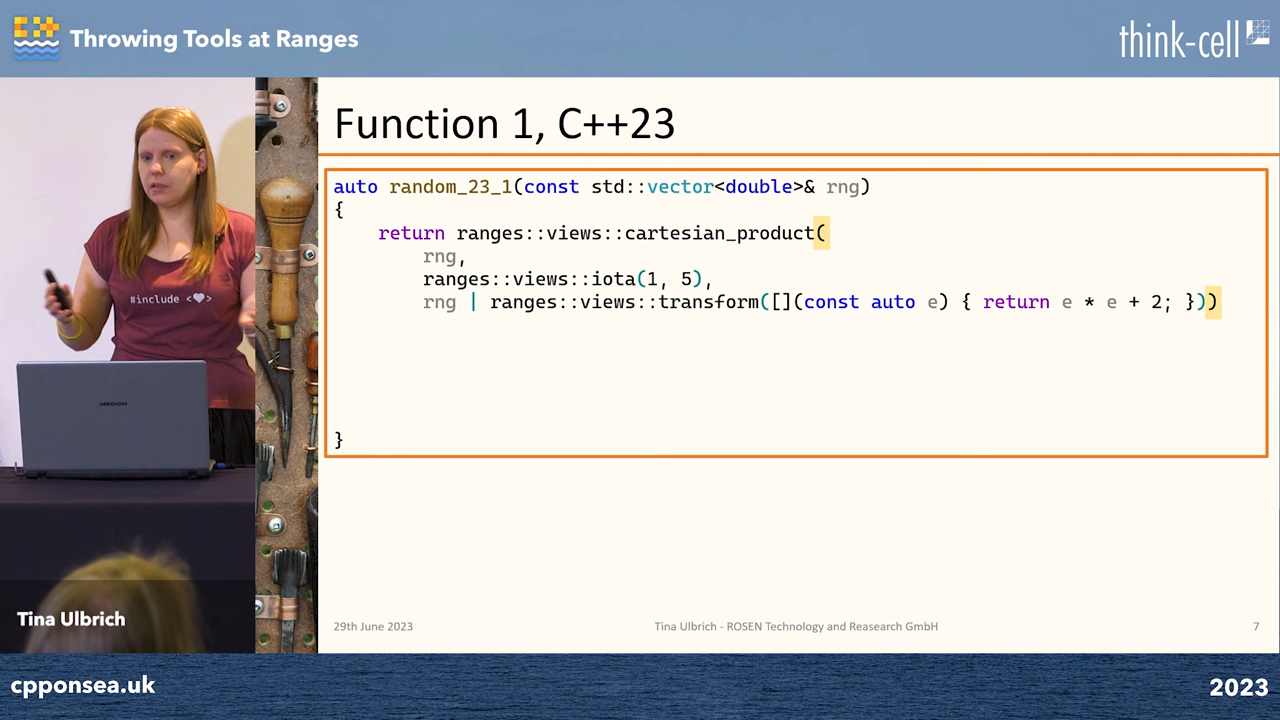 Throwing Tools at Ranges
think-cell
Function 1, C++23
auto random_23_1(const std::vector<double>& rng)
{
    return ranges::views::cartesian_product(
        rng,
        ranges::views::iota(1, 5),
        rng | ranges::views::transform([](const auto e) { return e * e + 2; }))
}
#include <♥>
MEDION
Tina Ulbrich
29th June 2023
Tina Ulbrich - ROSEN Technology and Reasearch GmbH
7
cpponsea.uk
2023